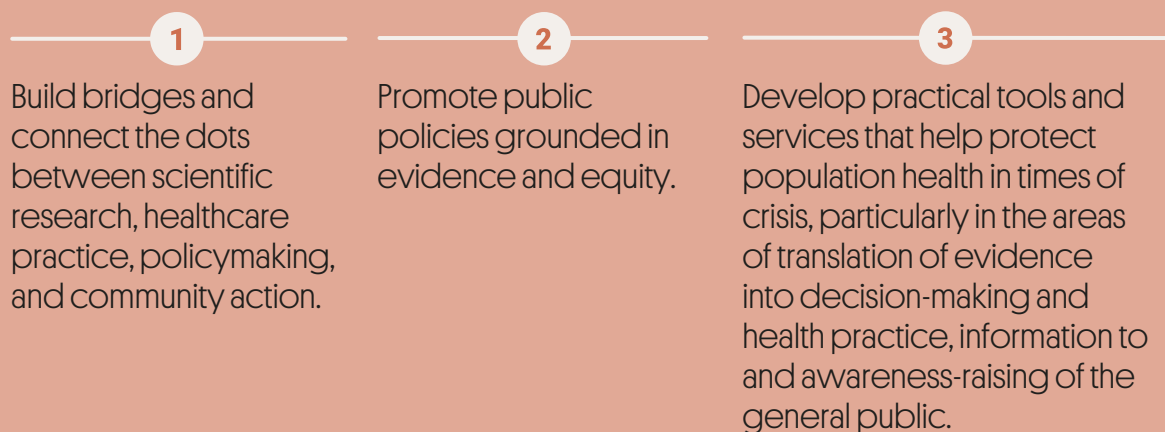 1
Build bridges and
connect the dots
between scientific
research, healthcare
practice, policymaking,
and community action.
2
Promote public
policies grounded in
evidence and equity.
3
Develop practical tools and
services that help protect
population health in times of
crisis, particularly in the areas
of translation of evidence
into decision-making and
health practice, information to
and awareness-raising of the
general public.